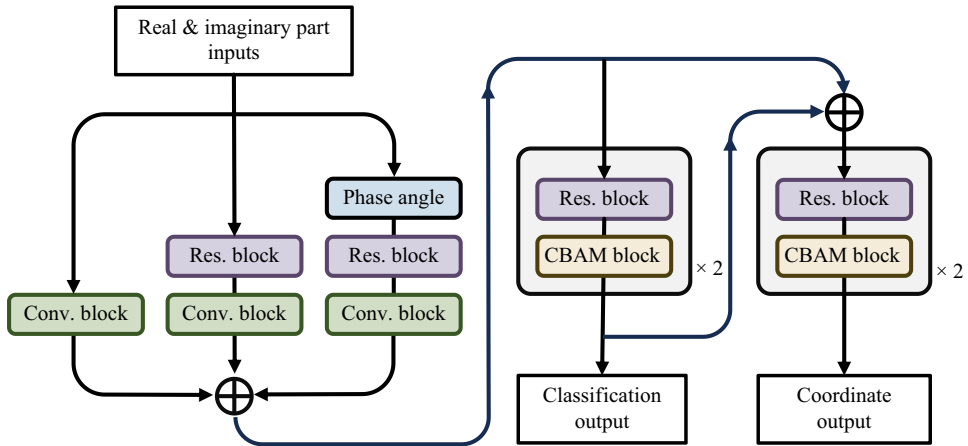 Real & imaginary part
inputs
Phase angle
Res. block
Res. block
Conv. block
Conv. block
Conv. block
Res. block
CBAM block
× 2
Classification
output
Res. block
CBAM block
× 2
Coordinate
output